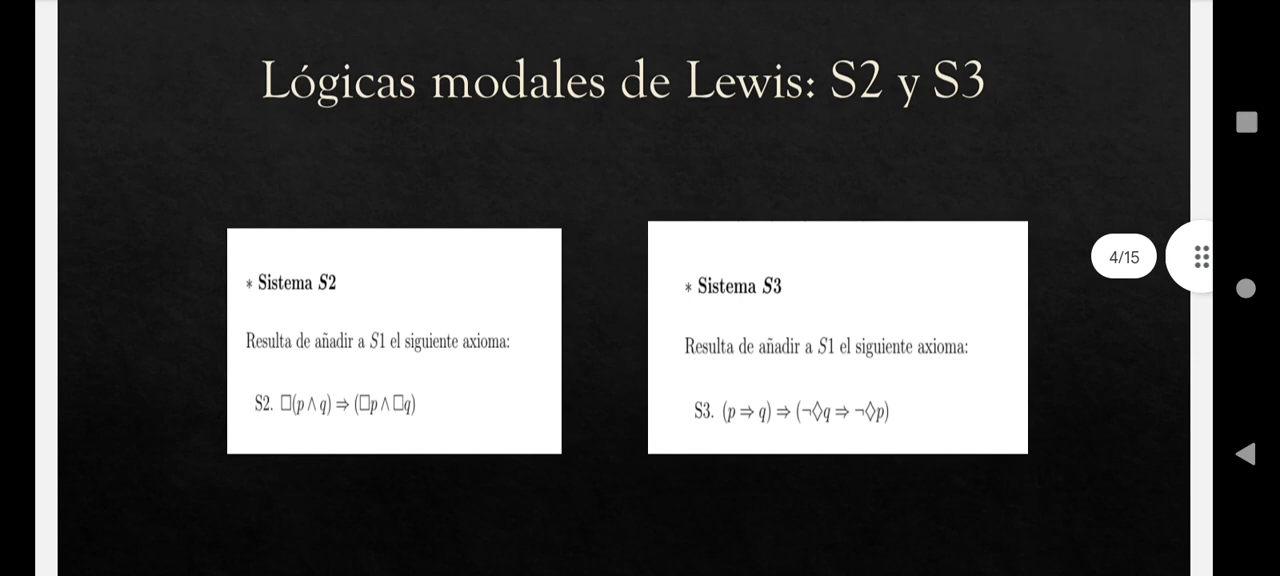 Lógicas modales de Lewis: S2 y S3
* Sistema S2
Resulta de añadir a S1 el siguiente axioma:
S2. □(p ∧ q) ⇒ (□p ∧ □q)
* Sistema S3
Resulta de añadir a S1 el siguiente axioma:
S3. (p ⇒ q) ⇒ (¬◊q ⇒ ¬◊p)
4/15